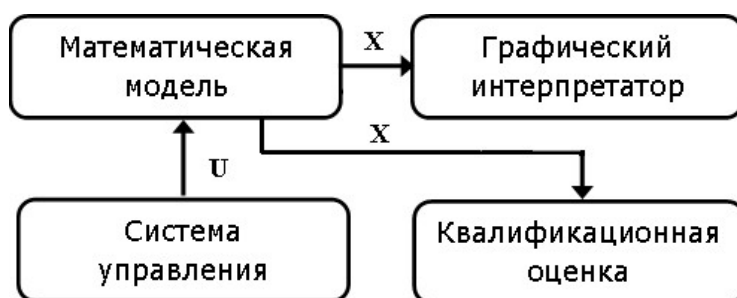 Математическая
модель
X
Графический
интерпретатор
X
U
Система
управления
Квалификационная
оценка